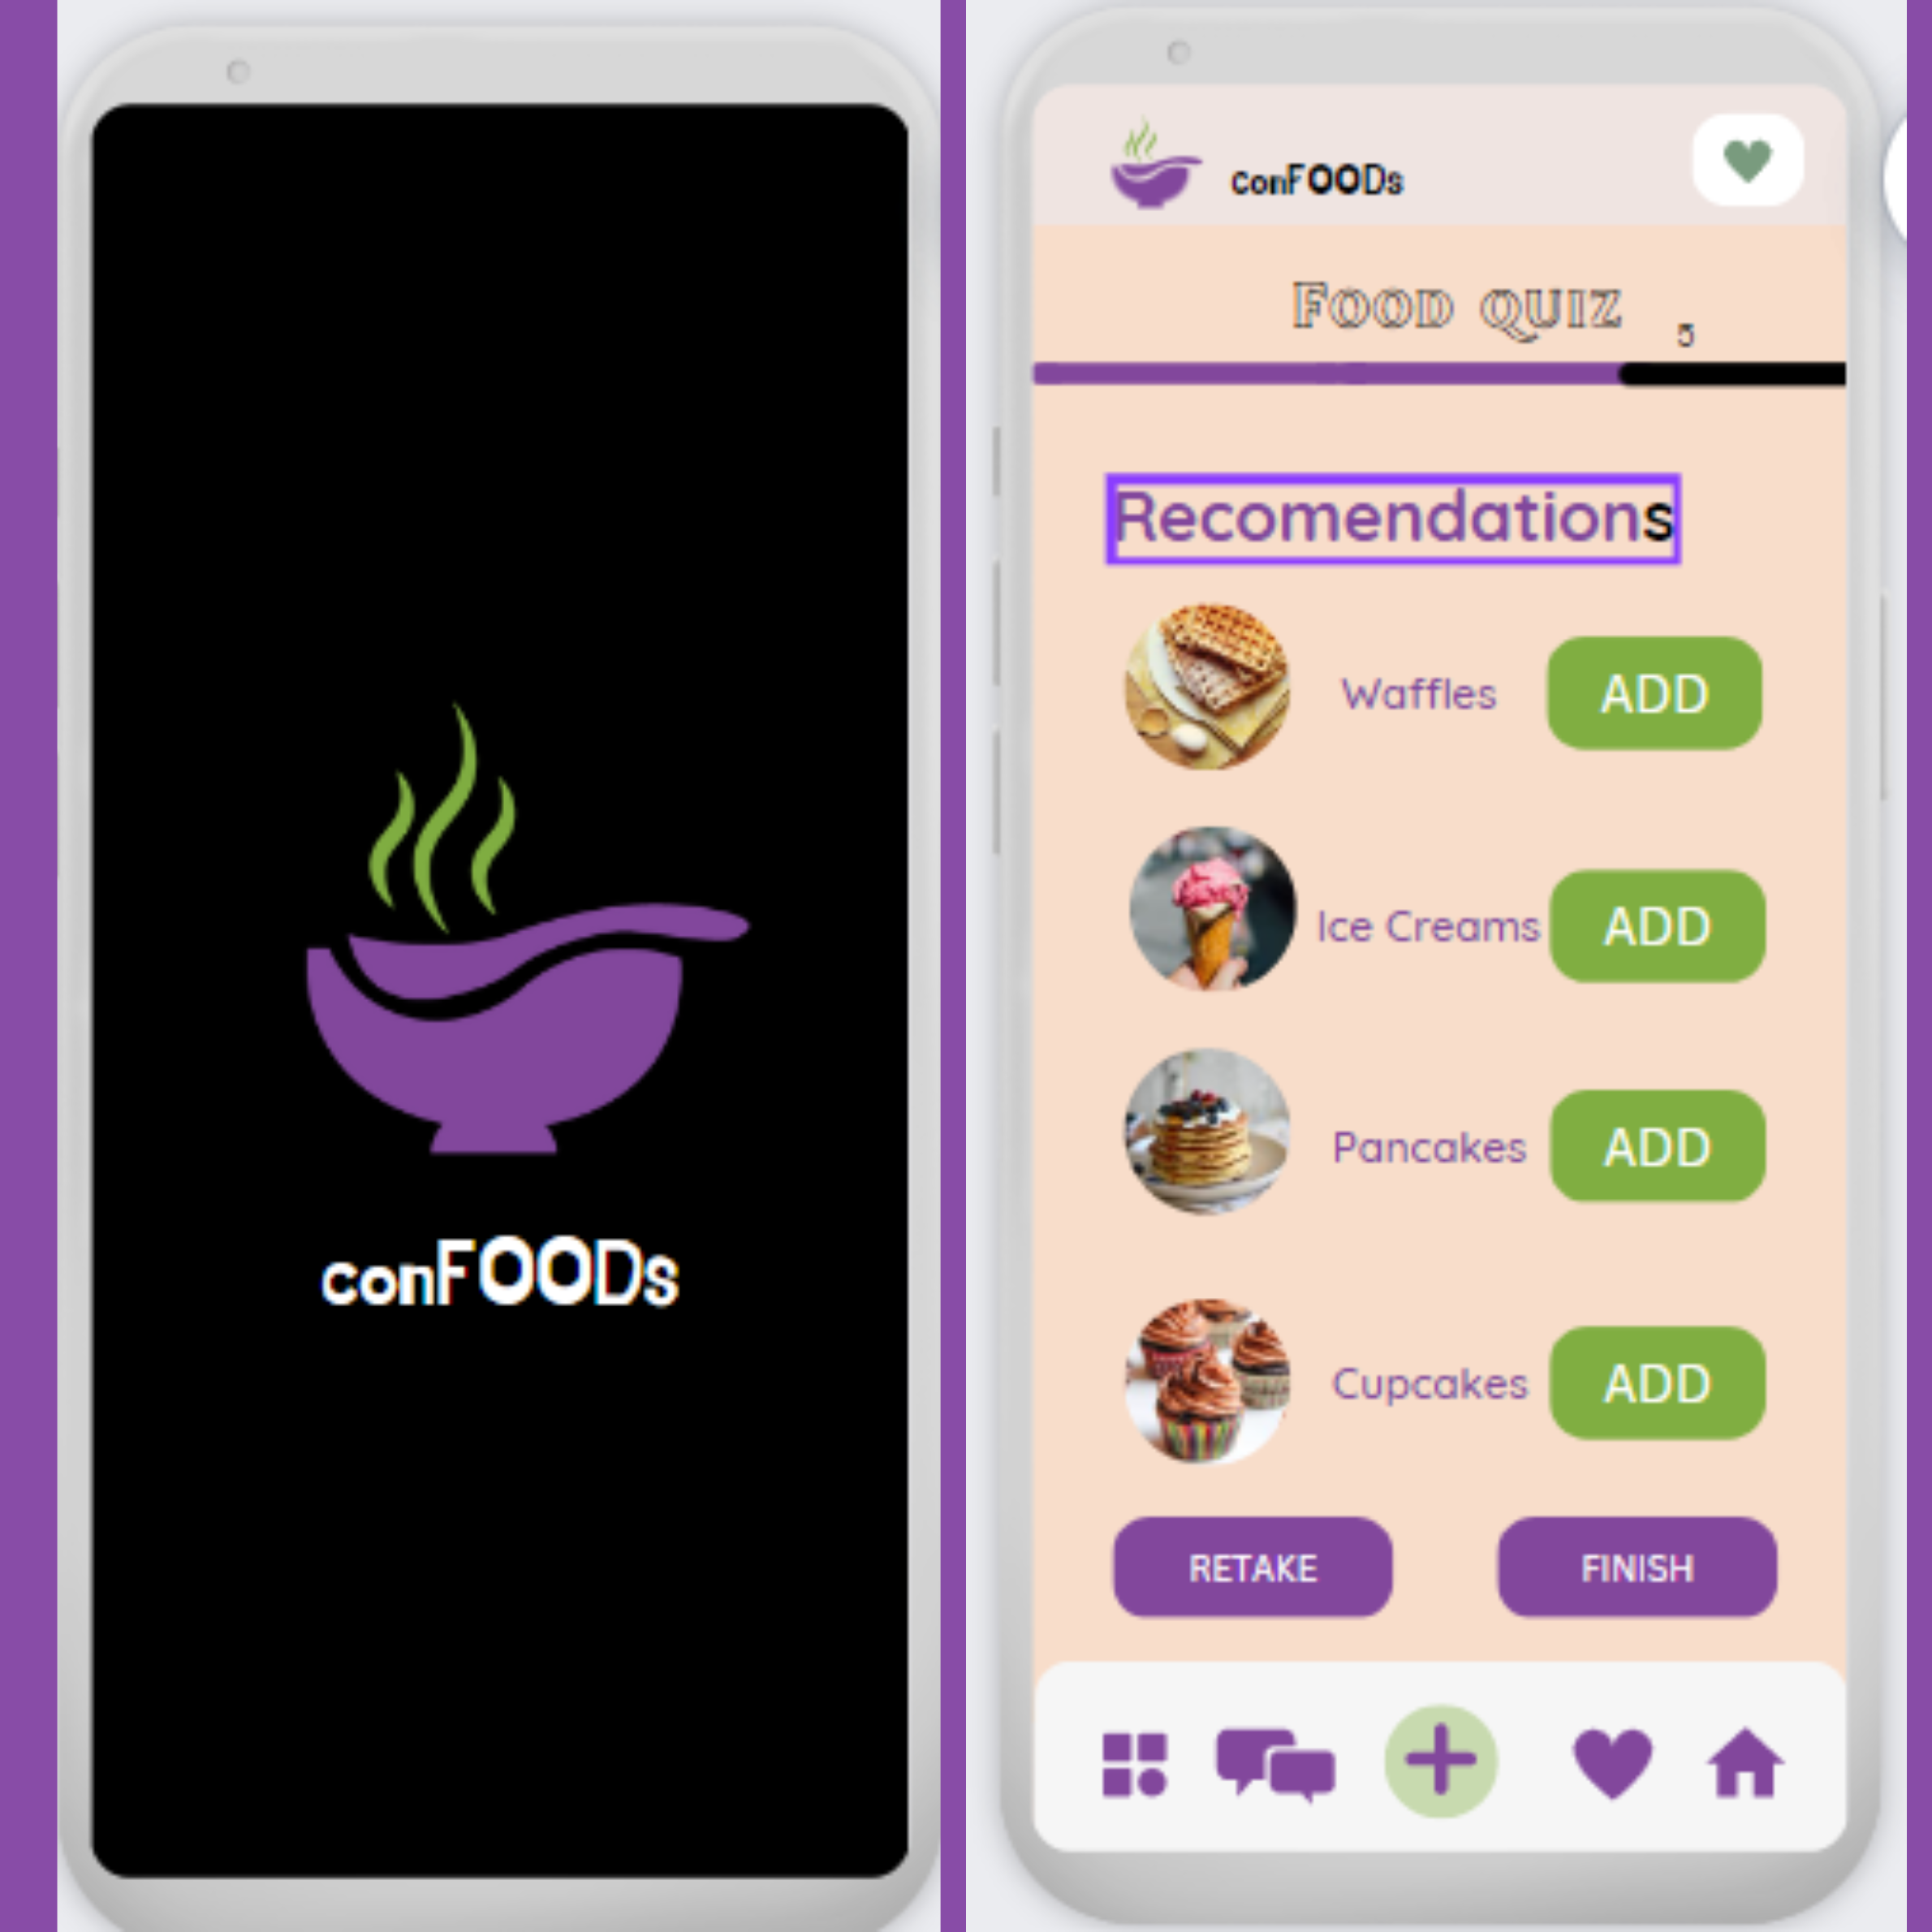 conFOODs
conFOODs
FOOD QUIZ
5
Recomendations
Waffles
ADD
Ice Creams
ADD
Pancakes
ADD
Cupcakes
ADD
RETAKE
FINISH